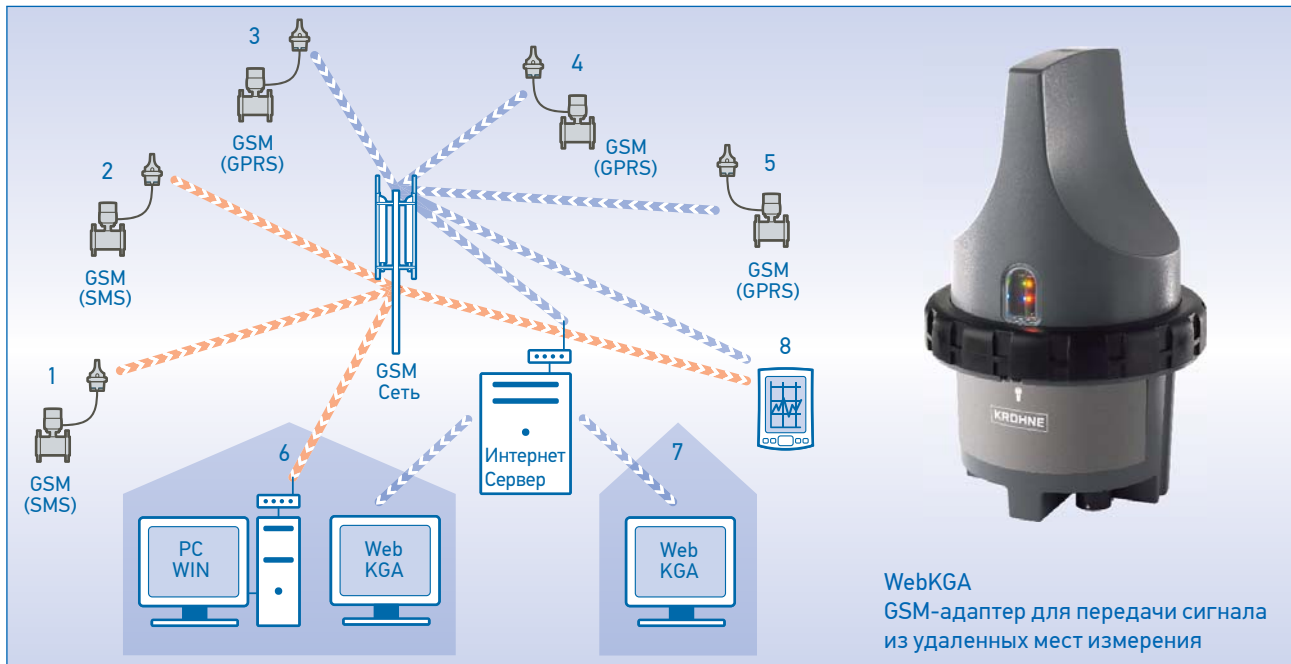 3
4
GSM
(GPRS)
GSM
(GPRS)
2
5
GSM
(SMS)
GSM
(GPRS)
1
GSM
Сеть
8
GSM
(SMS)
6
Интернет
Сервер
7
PC
WIN
Web
KGA
Web
KGA
KROHNE
WebKGA
GSM-адаптер для передачи сигнала
из удаленных мест измерения